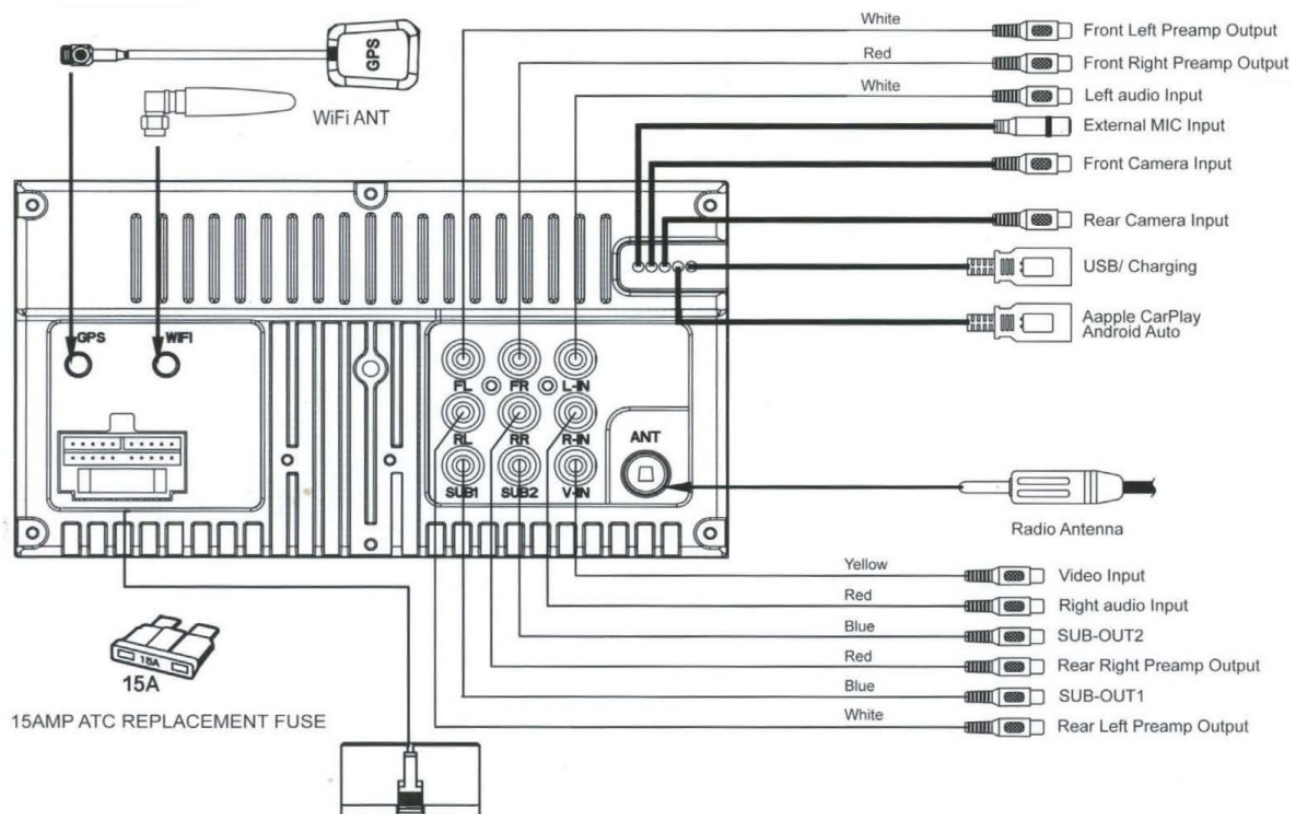 White
Front Left Preamp Output
Red
Front Right Preamp Output
White
Left audio Input
External MIC Input
Front Camera Input
Rear Camera Input
USB/ Charging
Aapple CarPlay
Android Auto
GPS
WiFi ANT
GPS
WIFI
FL
FR
L-IN
RL
RR
R-IN
SUB1
SUB2
V-IN
ANT
Radio Antenna
Yellow
Video Input
Red
Right audio Input
Blue
SUB-OUT2
Red
Rear Right Preamp Output
Blue
SUB-OUT1
White
Rear Left Preamp Output
15A
15A
15AMP ATC REPLACEMENT FUSE